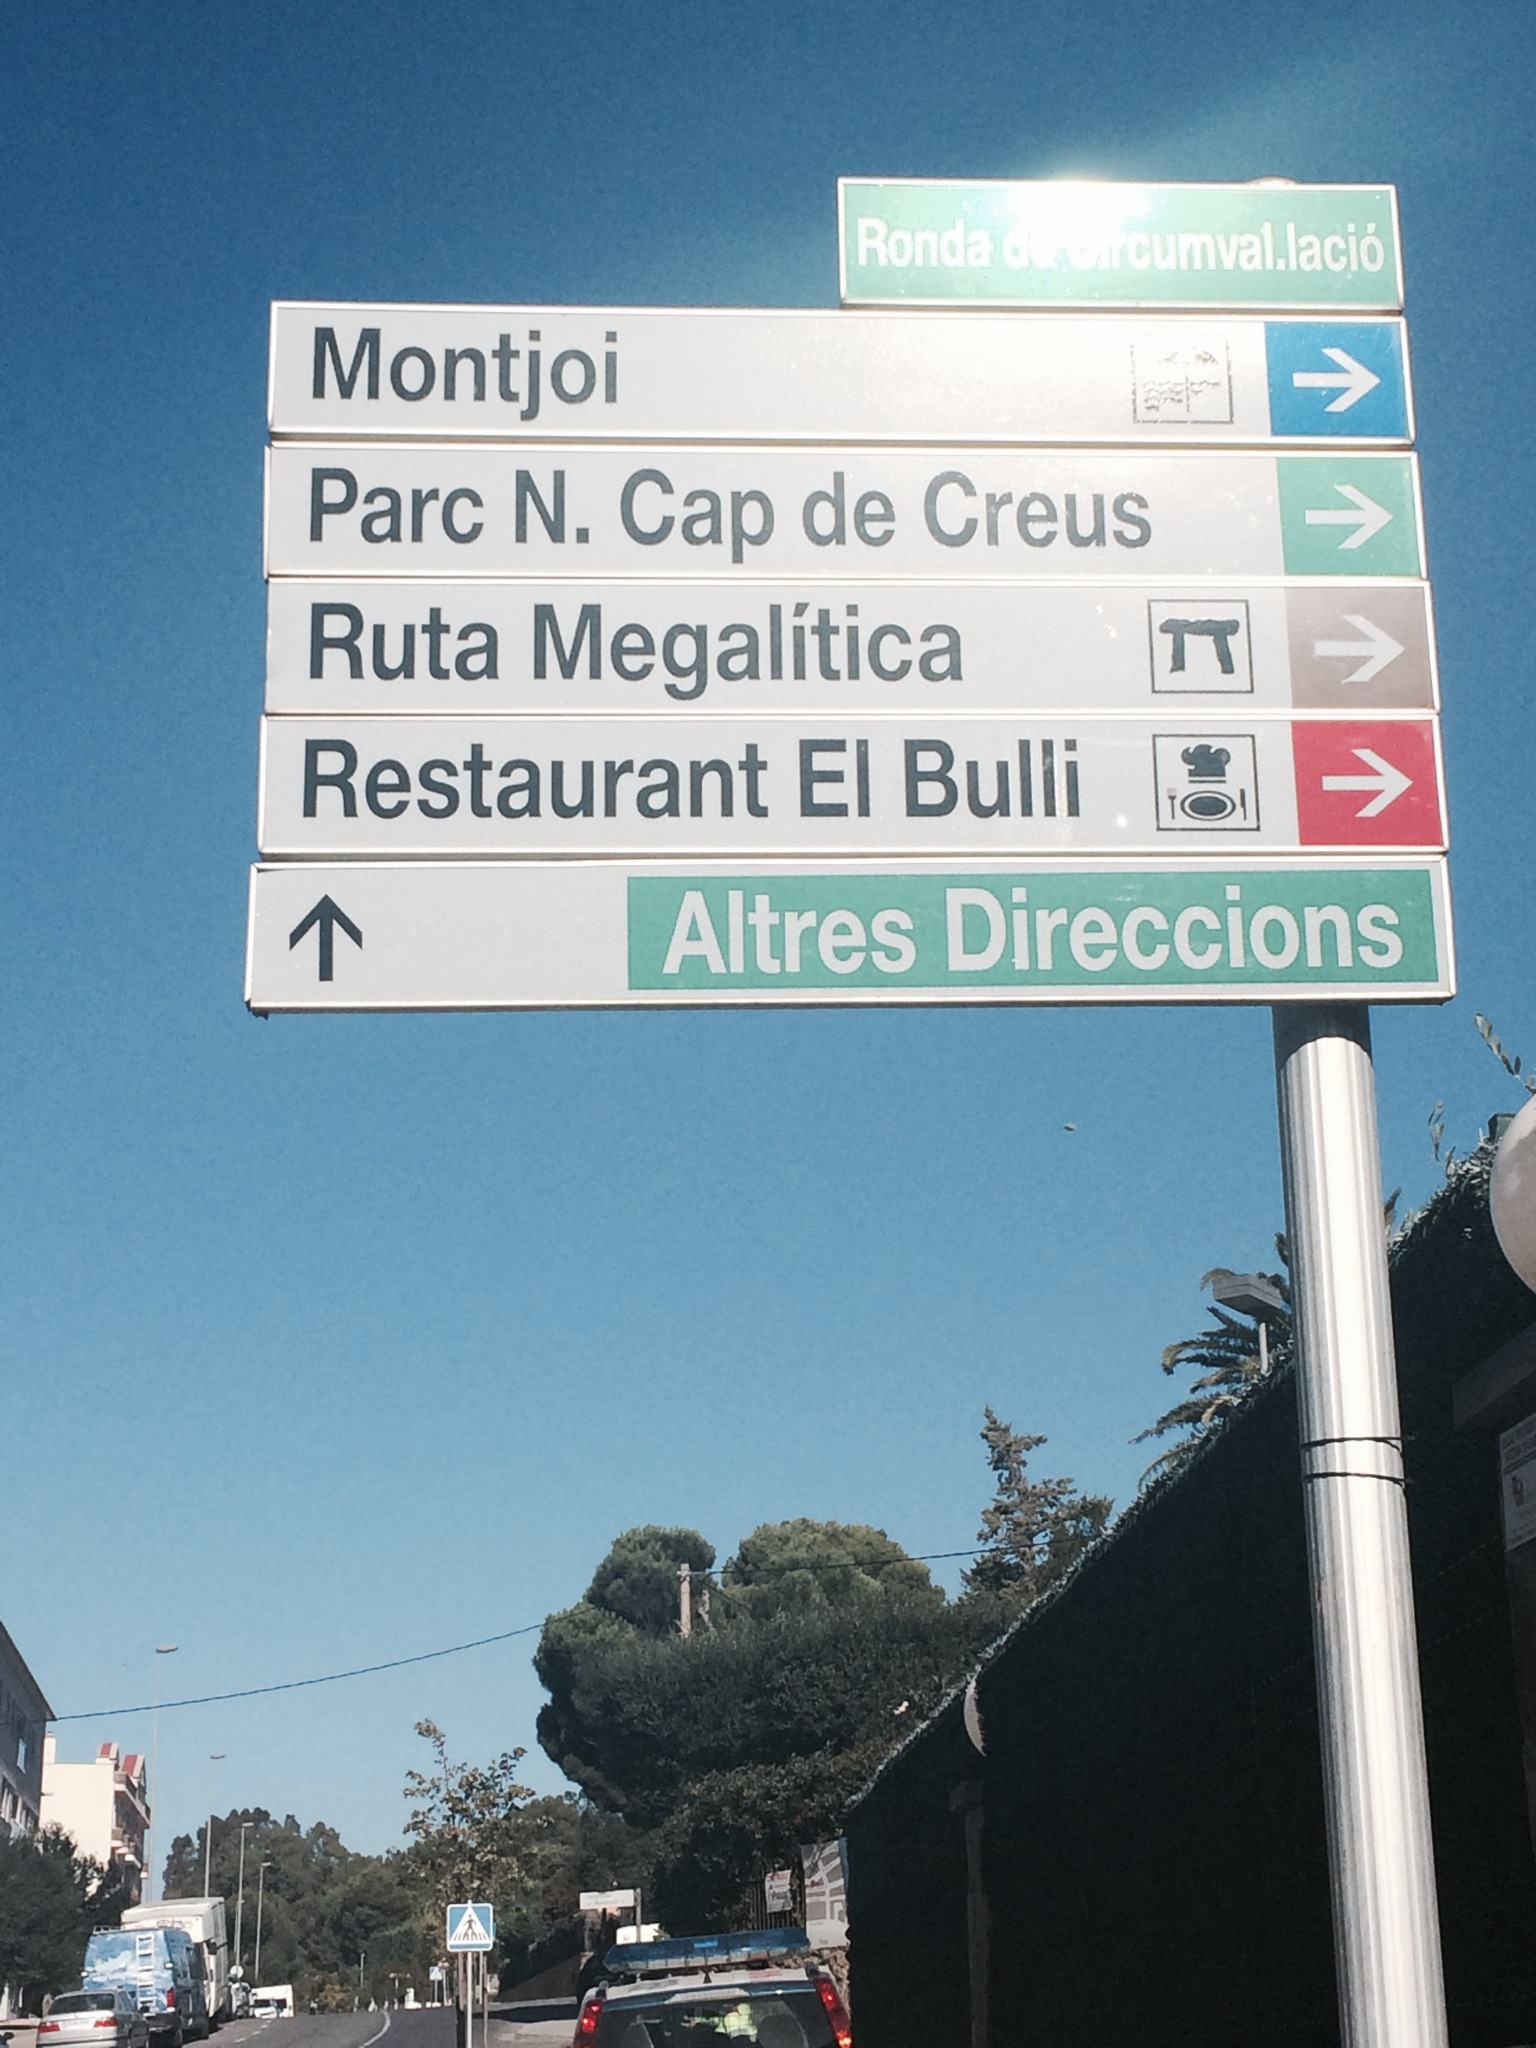 Ronda de Circumval.lació
Montjoi
Parc N. Cap de Creus
Ruta Megalítica
Restaurant El Bulli
Altres Direccions